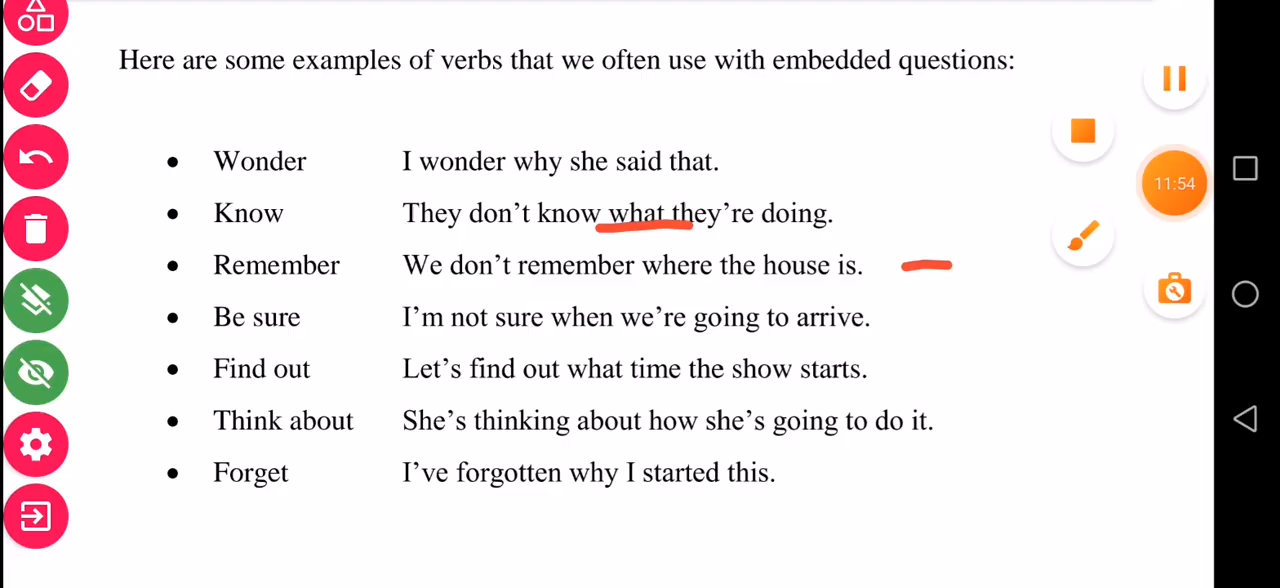 Here are some examples of verbs that we often use with embedded questions:
• Wonder I wonder why she said that.
• Know They don’t know what they’re doing.
• Remember We don’t remember where the house is.
• Be sure I’m not sure when we’re going to arrive.
• Find out Let’s find out what time the show starts.
• Think about She’s thinking about how she’s going to do it.
• Forget I’ve forgotten why I started this.
11:54